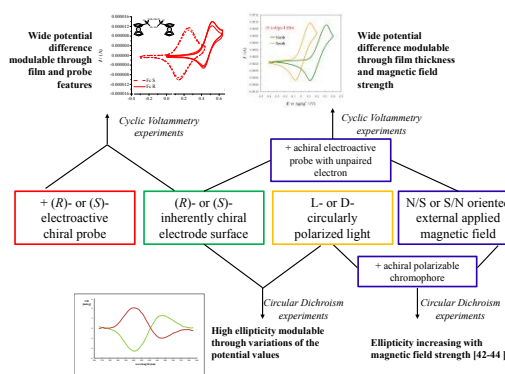 Wide potential
difference
modulable through
film and probe
features
Fc S
Fc R
Wide potential
difference modulable
through film thickness
and magnetic field
strength
Cyclic Voltammetry
experiments
Cyclic Voltammetry
experiments
+ achiral electroactive
probe with unpaired
electron
+ (R)- or (S)-
electroactive
chiral probe
(R)- or (S)-
inherently chiral
electrode surface
L- or D-
circularly
polarized light
N/S or S/N oriented
external applied
magnetic field
+ achiral polarizable
chromophore
Circular Dichroism
experiments
Circular Dichroism
experiments
High ellipticity modulable
through variations of the
potential values
Ellipticity increasing with
magnetic field strength [42-44 ]